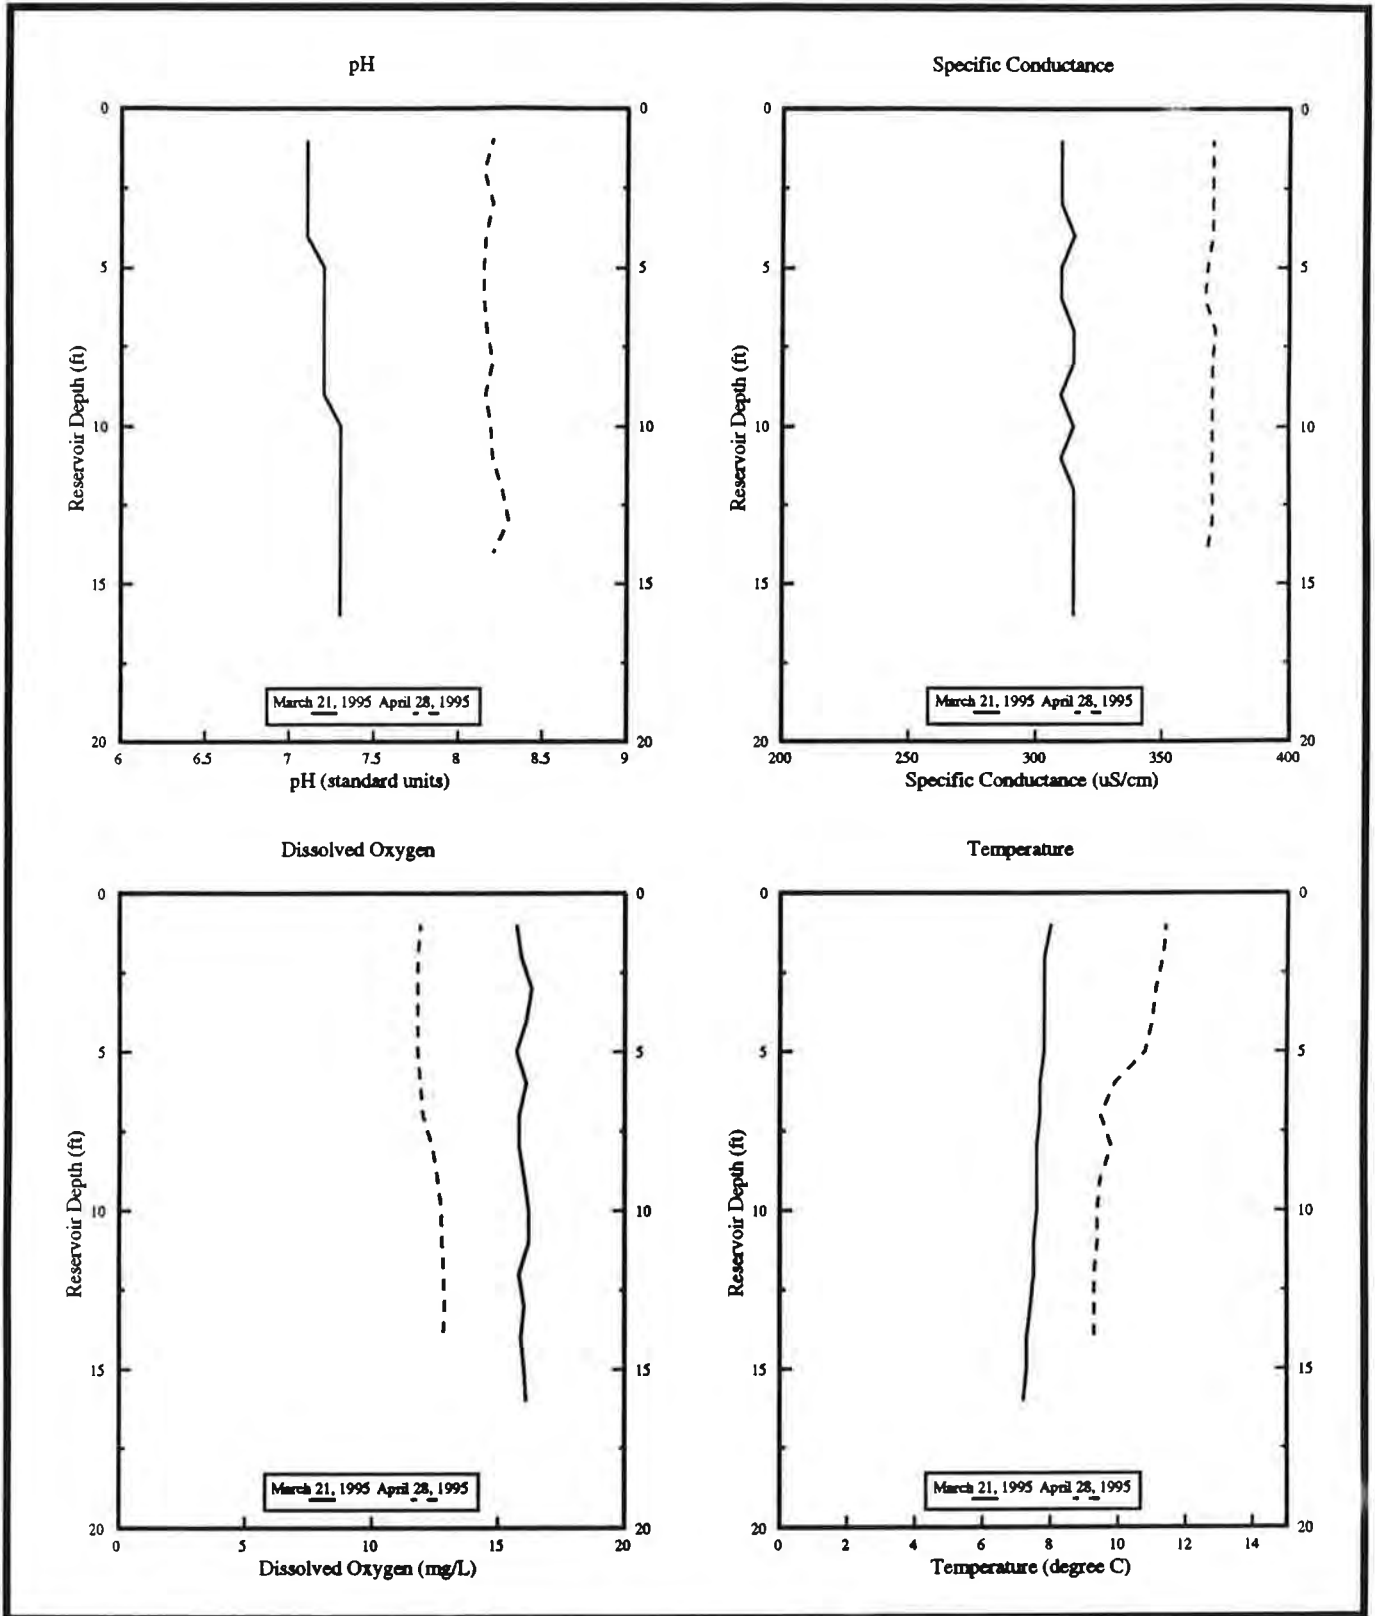 pH
0
0
5
5
10
10
15
15
20
20
Reservoir Depth (ft)
March 21, 1995 April 28, 1995
6 6.5 7 7.5 8 8.5 9
pH (standard units)
Specific Conductance
0
0
5
5
10
10
15
15
20
20
Reservoir Depth (ft)
March 21, 1995 April 28, 1995
200 250 300 350 400
Specific Conductance (uS/cm)
Dissolved Oxygen
0
0
5
5
10
10
15
15
20
20
Reservoir Depth (ft)
March 21, 1995 April 28, 1995
0 5 10 15 20
Dissolved Oxygen (mg/L)
Temperature
0
0
5
5
10
10
15
15
20
20
Reservoir Depth (ft)
March 21, 1995 April 28, 1995
0 2 4 6 8 10 12 14
Temperature (degree C)